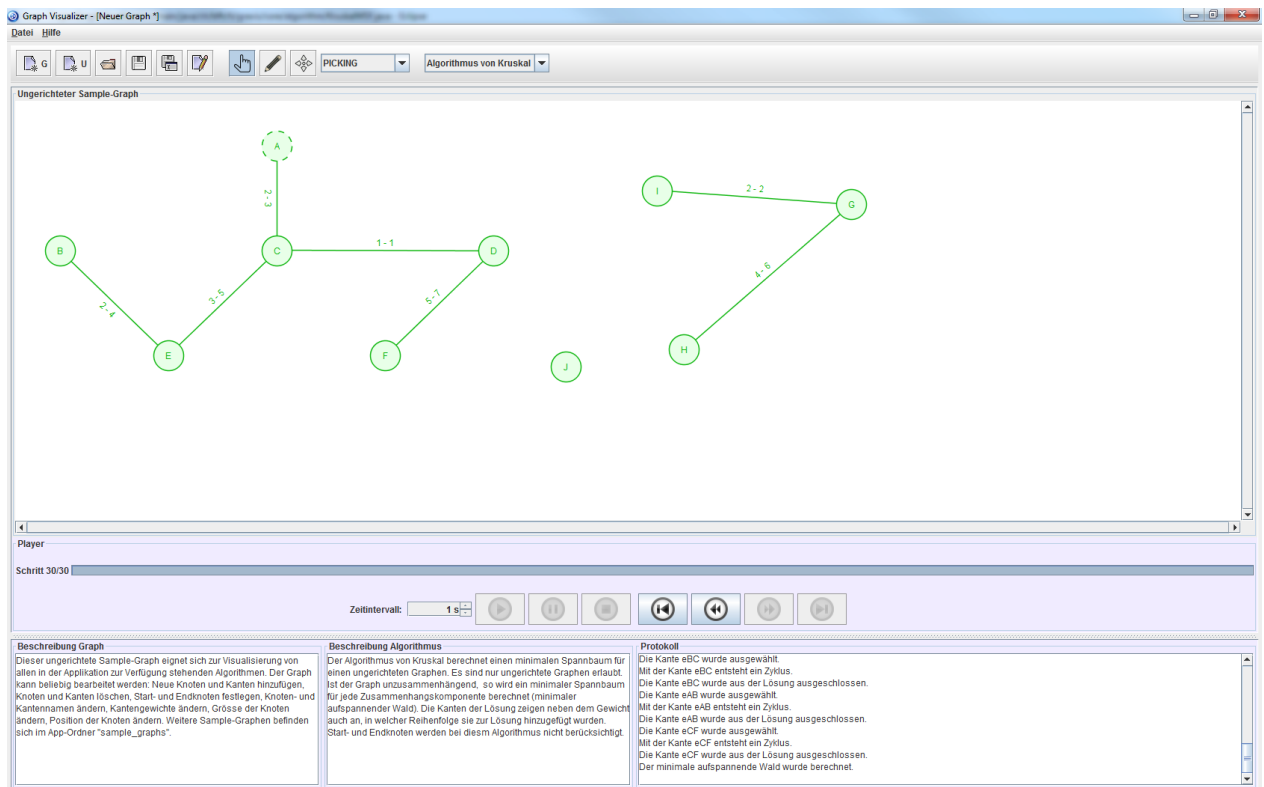 Graph Visualizer - [Neuer Graph *]
Datei Hilfe
G U PICKING Algorithmus von Kruskal
Ungerichteter Sample-Graph
A
2 - 3
I
2 - 2
G
B
C
1 - 1
D
4 - 6
2 - 4
3 - 5
5 - 7
E
F
J
H
Player
Schritt 30/30
Zeitintervall: 1 s
Beschreibung Graph
Dieser ungerichtete Sample-Graph eignet sich zur Visualisierung von
allen in der Applikation zur Verfügung stehenden Algorithmen. Der Graph
kann beliebig bearbeitet werden: Neue Knoten und Kanten hinzufügen,
Knoten und Kanten löschen, Start- und Endknoten festlegen, Knoten- und
Kantennamen ändern, Kantengewichte ändern, Grösse der Knoten
ändern, Position der Knoten ändern. Weitere Sample-Graphen befinden
sich im App-Ordner "sample_graphs".
Beschreibung Algorithmus
Der Algorithmus von Kruskal berechnet einen minimalen Spannbaum für
einen ungerichteten Graphen. Es sind nur ungerichtete Graphen erlaubt.
Ist der Graph unzusammenhängend, so wird ein minimaler Spannbaum
für jede Zusammenhangskomponente berechnet (minimaler
aufspannender Wald). Die Kanten der Lösung zeigen neben dem Gewicht
auch an, in welcher Reihenfolge sie zur Lösung hinzugefügt wurden.
Start- und Endknoten werden bei diesm Algorithmus nicht berücksichtigt.
Protokoll
Die Kante eBC wurde ausgewählt.
Mit der Kante eBC entsteht ein Zyklus.
Die Kante eBC wurde aus der Lösung ausgeschlossen.
Die Kante eAB wurde ausgewählt.
Mit der Kante eAB entsteht ein Zyklus.
Die Kante eAB wurde aus der Lösung ausgeschlossen.
Die Kante eCF wurde ausgewählt.
Mit der Kante eCF entsteht ein Zyklus.
Die Kante eCF wurde aus der Lösung ausgeschlossen.
Der minimale aufspannende Wald wurde berechnet.